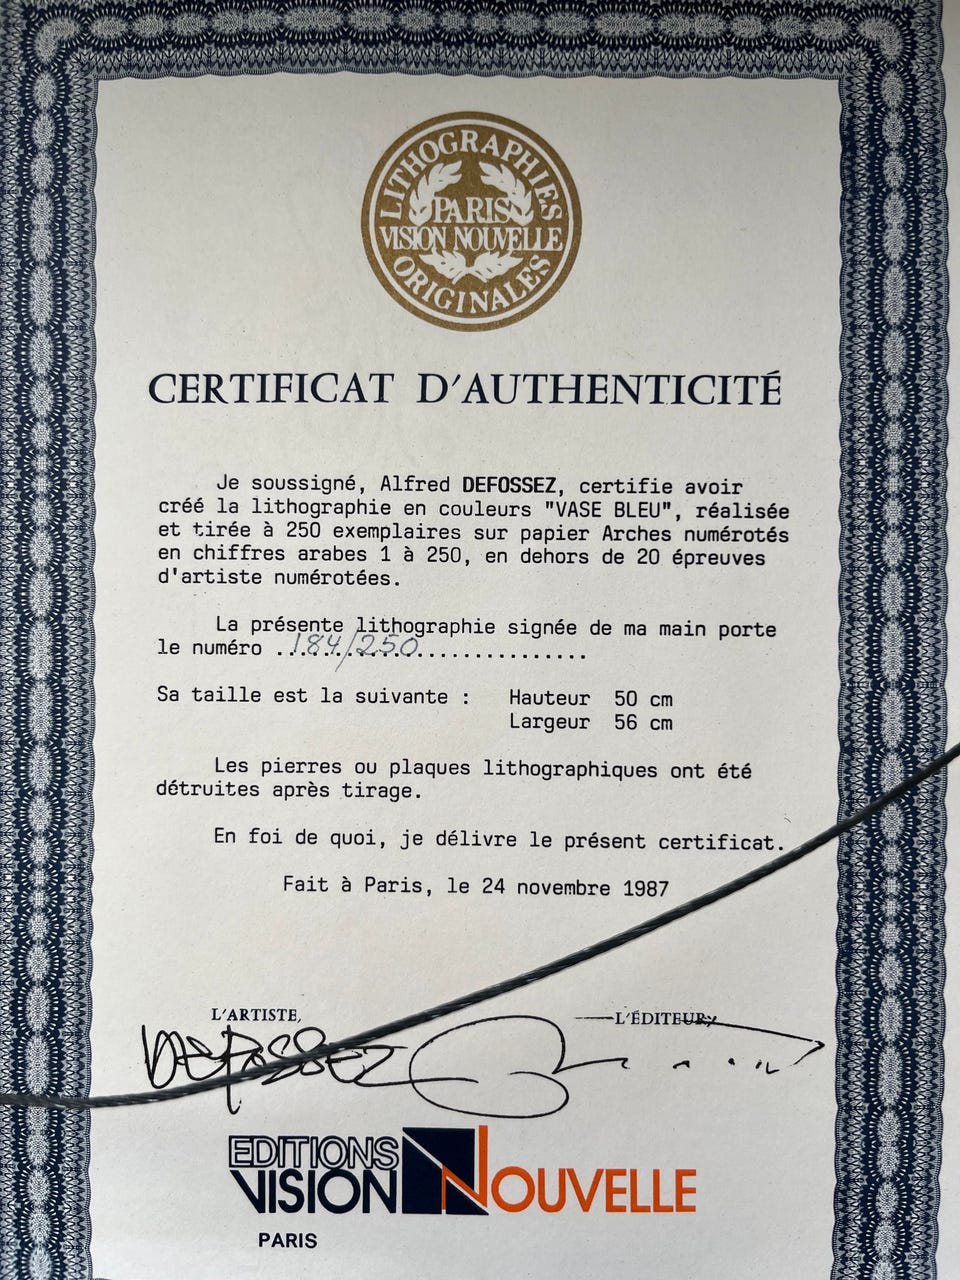 LITHOGRAPHIES
PARIS
VISION NOUVELLE
ORIGINALES
CERTIFICAT D'AUTHENTICITÉ
Je soussigné, Alfred DEFOSSEZ, certifie avoir
créé la lithographie en couleurs "VASE BLEU", réalisée
et tirée à 250 exemplaires sur papier Arches numérotés
en chiffres arabes 1 à 250, en dehors de 20 épreuves
d'artiste numérotées.
La présente lithographie signée de ma main porte
le numéro ..184/250................
Sa taille est la suivante : Hauteur 50 cm
Largeur 56 cm
Les pierres ou plaques lithographiques ont été
détruites après tirage.
En foi de quoi, je délivre le présent certificat.
Fait à Paris, le 24 novembre 1987
L'ARTISTE, L'ÉDITEUR,
DEFOSSEZ
EDITIONS
VISION NOUVELLE
PARIS